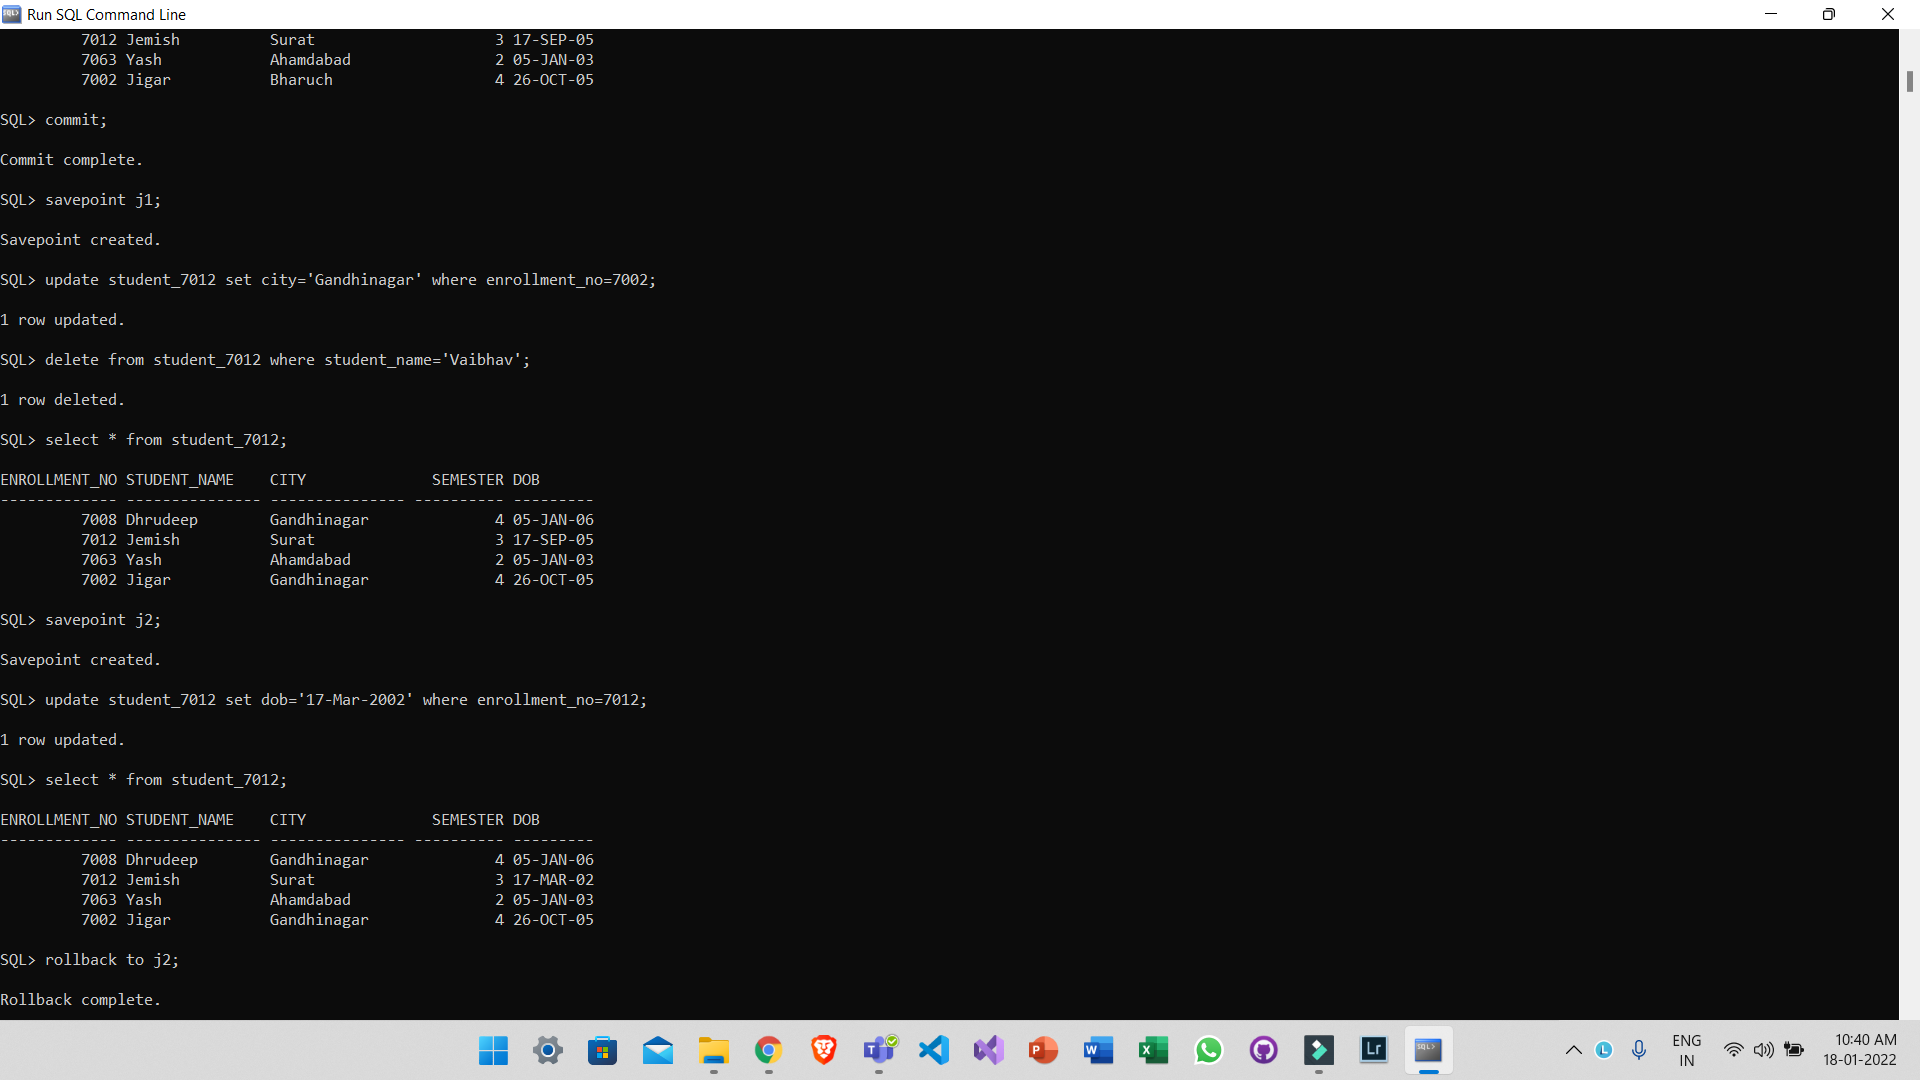 Run SQL Command Line
7012 Jemish          Surat                    3 17-SEP-05
7063 Yash            Ahamdabad                2 05-JAN-03
7002 Jigar           Bharuch                  4 26-OCT-05
SQL> commit;
Commit complete.
SQL> savepoint j1;
Savepoint created.
SQL> update student_7012 set city='Gandhinagar' where enrollment_no=7002;
1 row updated.
SQL> delete from student_7012 where student_name='Vaibhav';
1 row deleted.
SQL> select * from student_7012;
ENROLLMENT_NO STUDENT_NAME    CITY              SEMESTER DOB
------------- --------------- --------------- ---------- ---------
7008 Dhrudeep        Gandhinagar              4 05-JAN-06
7012 Jemish          Surat                    3 17-SEP-05
7063 Yash            Ahamdabad                2 05-JAN-03
7002 Jigar           Gandhinagar              4 26-OCT-05
SQL> savepoint j2;
Savepoint created.
SQL> update student_7012 set dob='17-Mar-2002' where enrollment_no=7012;
1 row updated.
SQL> select * from student_7012;
ENROLLMENT_NO STUDENT_NAME    CITY              SEMESTER DOB
------------- --------------- --------------- ---------- ---------
7008 Dhrudeep        Gandhinagar              4 05-JAN-06
7012 Jemish          Surat                    3 17-MAR-02
7063 Yash            Ahamdabad                2 05-JAN-03
7002 Jigar           Gandhinagar              4 26-OCT-05
SQL> rollback to j2;
Rollback complete.
ENG
IN
10:40 AM
18-01-2022